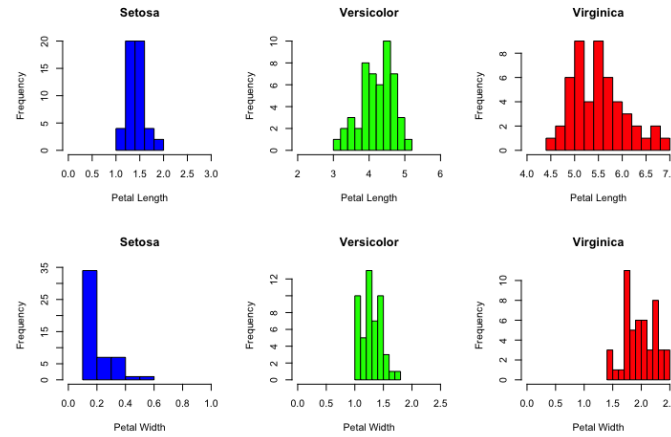 Setosa Versicolor Virginica
Frequency 0 5 10 15 20
0.0 0.5 1.0 1.5 2.0 2.5 3.0
Petal Length
Frequency 0 2 4 6 8 10
2 3 4 5 6
Petal Length
Frequency 0 2 4 6 8
4.0 4.5 5.0 5.5 6.0 6.5 7.
Petal Length
Setosa Versicolor Virginica
Frequency 0 5 15 25 35
0.0 0.2 0.4 0.6 0.8 1.0
Petal Width
Frequency 0 2 4 6 8 12
0.0 0.5 1.0 1.5 2.0 2.5
Petal Width
Frequency 0 2 4 6 8 10
0.0 0.5 1.0 1.5 2.0 2.
Petal Width